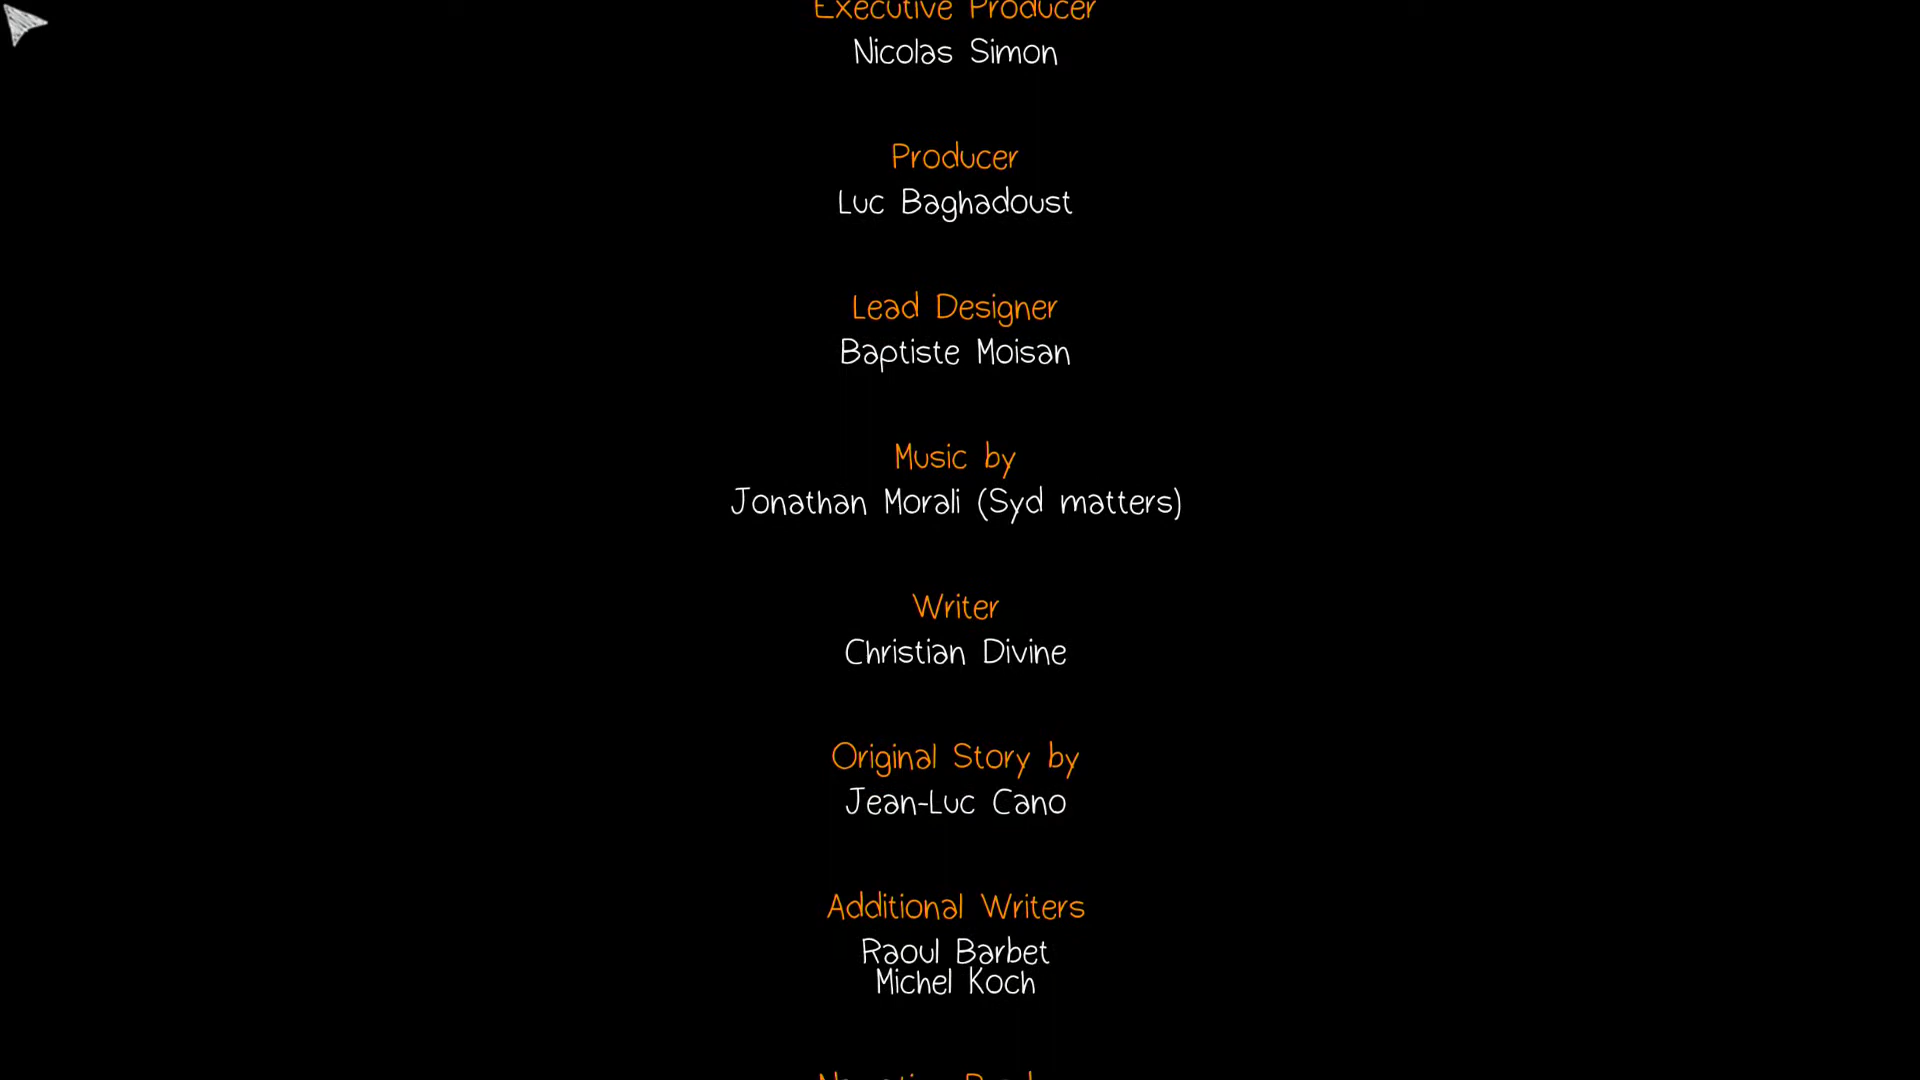 Executive Producer
Nicolas Simon
Producer
Luc Baghadoust
Lead Designer
Baptiste Moisan
Music by
Jonathan Morali (Syd matters)
Writer
Christian Divine
Original Story by
Jean-Luc Cano
Additional Writers
Raoul Barbet
Michel Koch